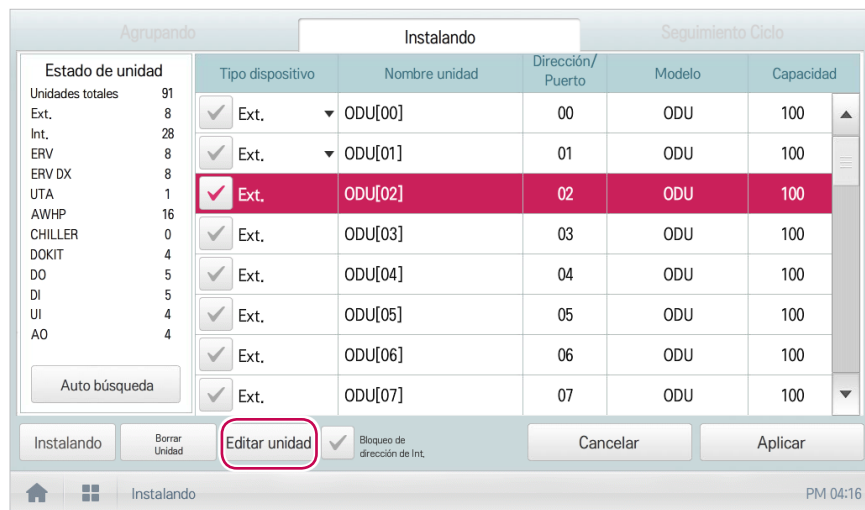 Agrupando Instalando Seguimiento Ciclo
Estado de unidad
Unidades totales 91
Ext. 8
Int. 28
ERV 8
ERV DX 8
UTA 1
AWHP 16
CHILLER 0
DOKIT 4
DO 5
DI 5
UI 4
AO 4
Auto búsqueda
Tipo dispositivo Nombre unidad Dirección/
Puerto Modelo Capacidad
Ext. ODU[00] 00 ODU 100
Ext. ODU[01] 01 ODU 100
Ext. ODU[02] 02 ODU 100
Ext. ODU[03] 03 ODU 100
Ext. ODU[04] 04 ODU 100
Ext. ODU[05] 05 ODU 100
Ext. ODU[06] 06 ODU 100
Ext. ODU[07] 07 ODU 100
Instalando
Borrar
Unidad
Editar unidad
Bloqueo de
dirección de Int.
Cancelar
Aplicar
Instalando PM 04:16